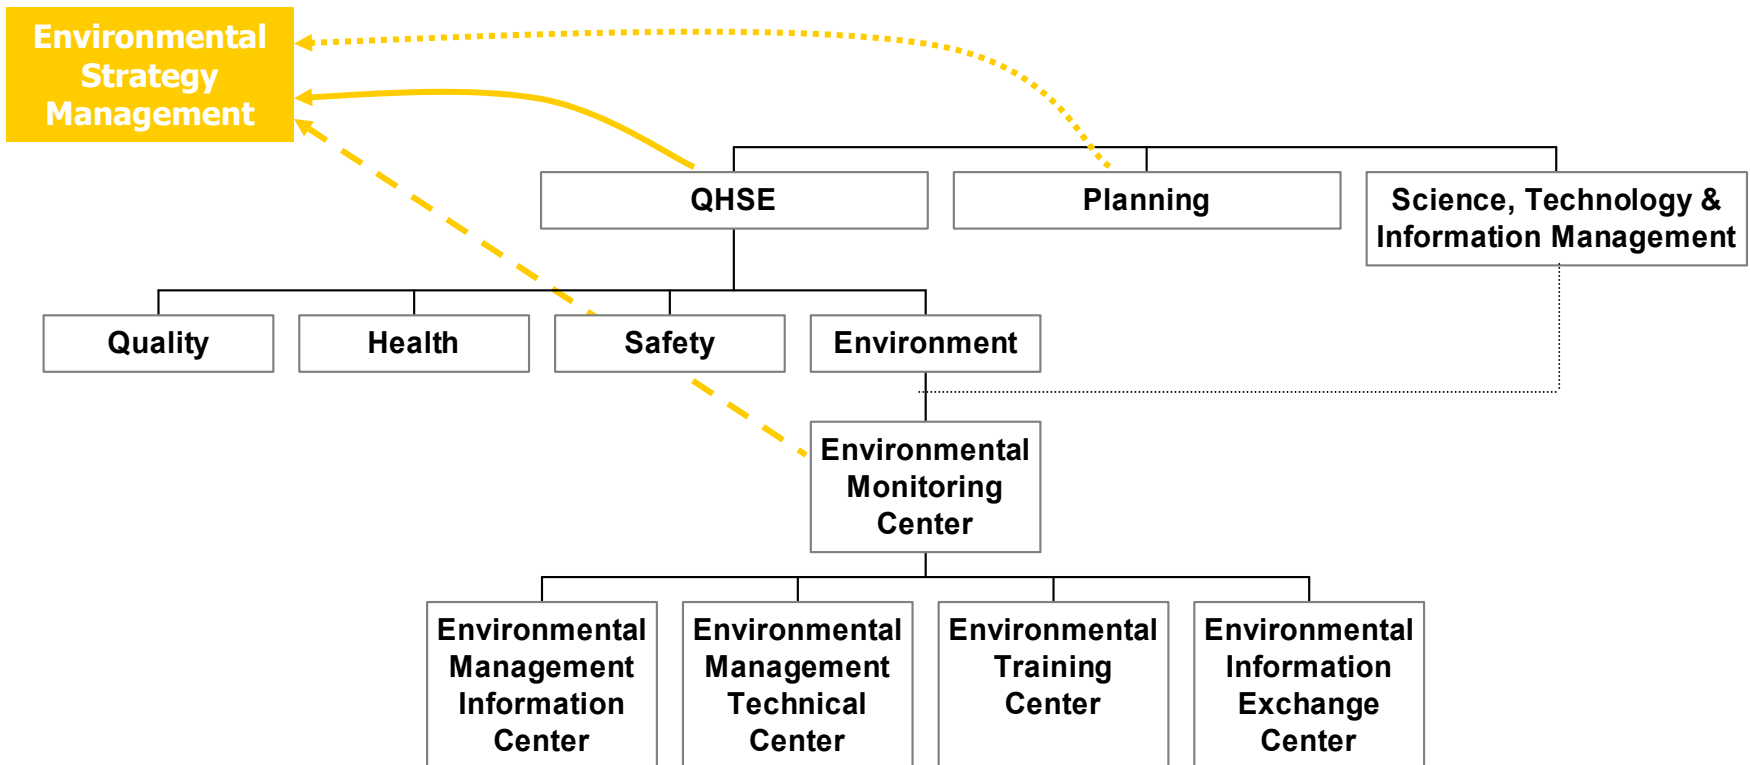 Environmental
Strategy
Management
QHSE
Planning
Science, Technology &
Information Management
Quality
Health
Safety
Environment
Environmental
Monitoring
Center
Environmental
Management
Information
Center
Environmental
Management
Technical
Center
Environmental
Training
Center
Environmental
Information
Exchange
Center